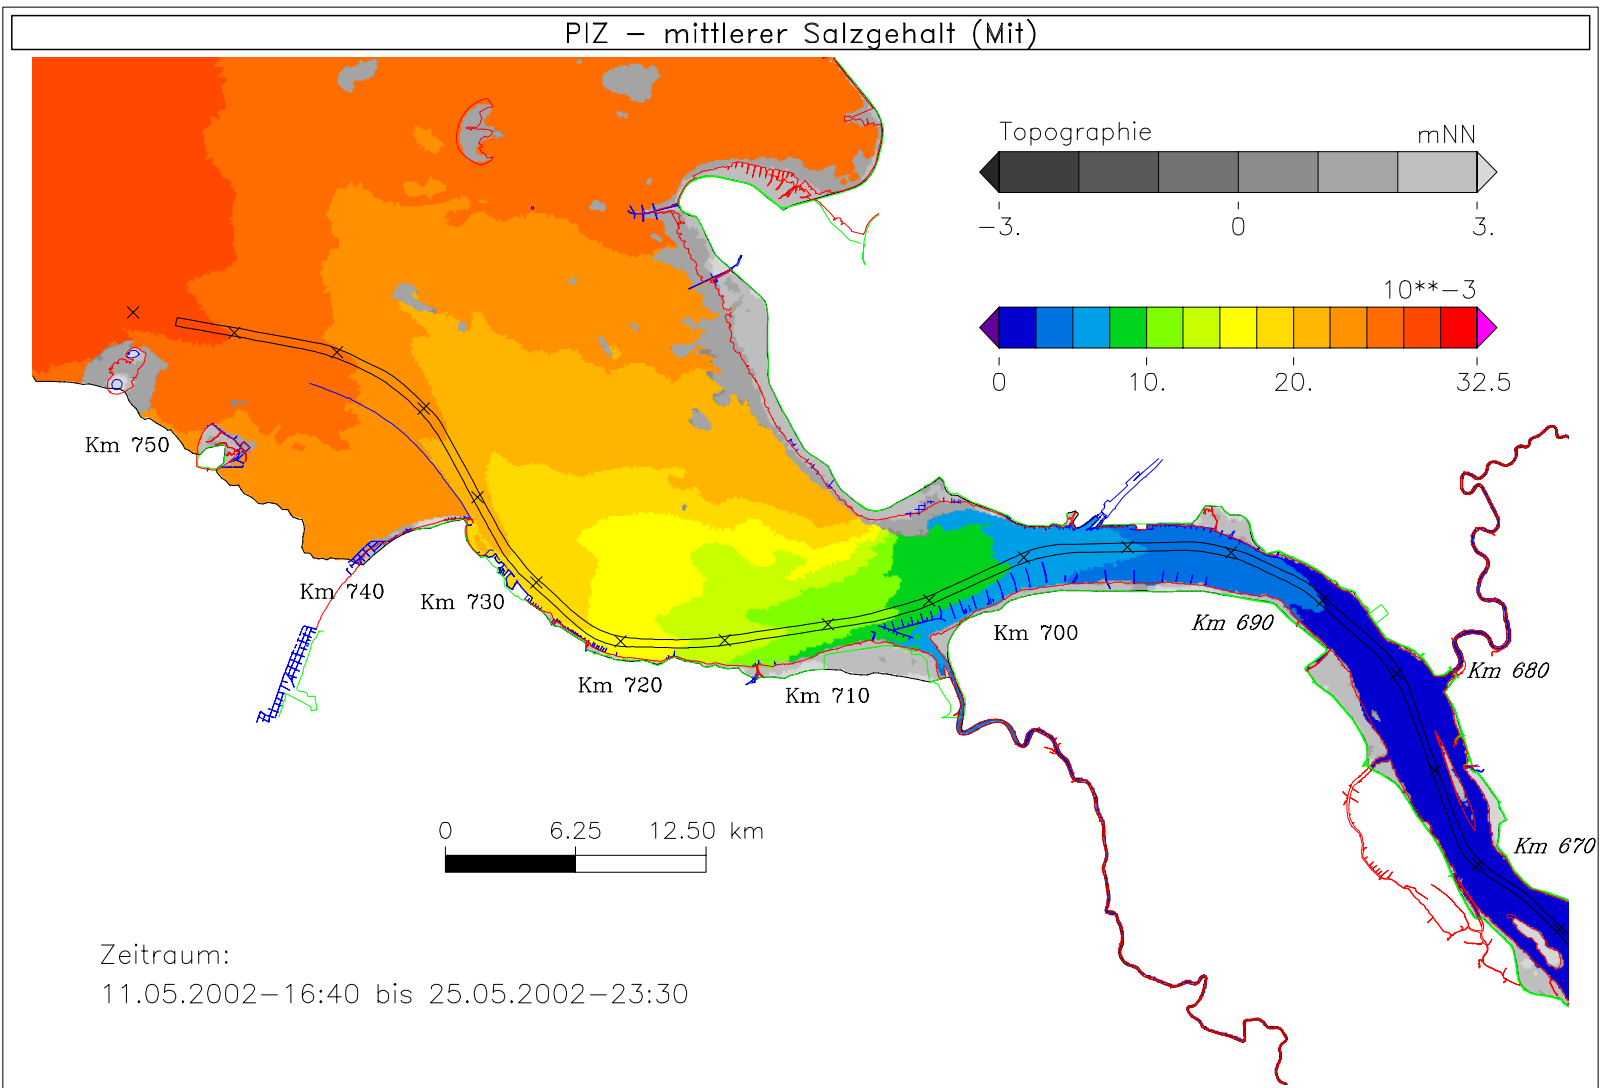 PIZ − mittlerer Salzgehalt (Mit)
Topographie mNN
−3. 0 3.
10**−3
0 10. 20. 32.5
Km 750
Km 740
Km 730
Km 720
Km 710
Km 700
Km 690
Km 680
Km 670
0 6.25 12.50 km
Zeitraum:
11.05.2002−16:40 bis 25.05.2002−23:30